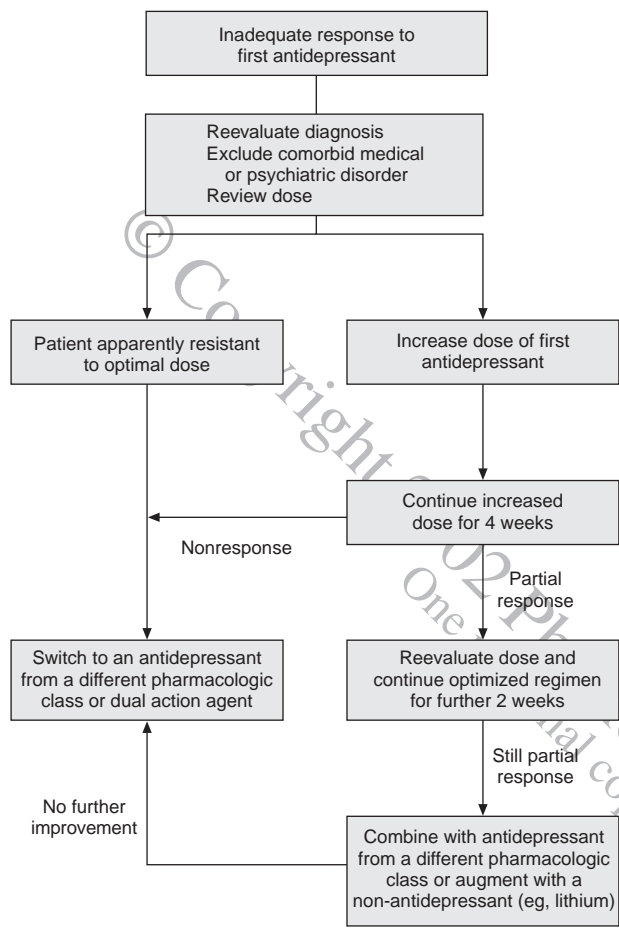 Inadequate response to
first antidepressant
Reevaluate diagnosis
Exclude comorbid medical
or psychiatric disorder
Review dose
Patient apparently resistant
to optimal dose
Increase dose of first
antidepressant
Continue increased
dose for 4 weeks
Nonresponse
Partial
response
Switch to an antidepressant
from a different pharmacologic
class or dual action agent
Reevaluate dose and
continue optimized regimen
for further 2 weeks
Still partial
response
No further
improvement
Combine with antidepressant
from a different pharmacologic
class or augment with a
non-antidepressant (eg, lithium)
© Copyright
One